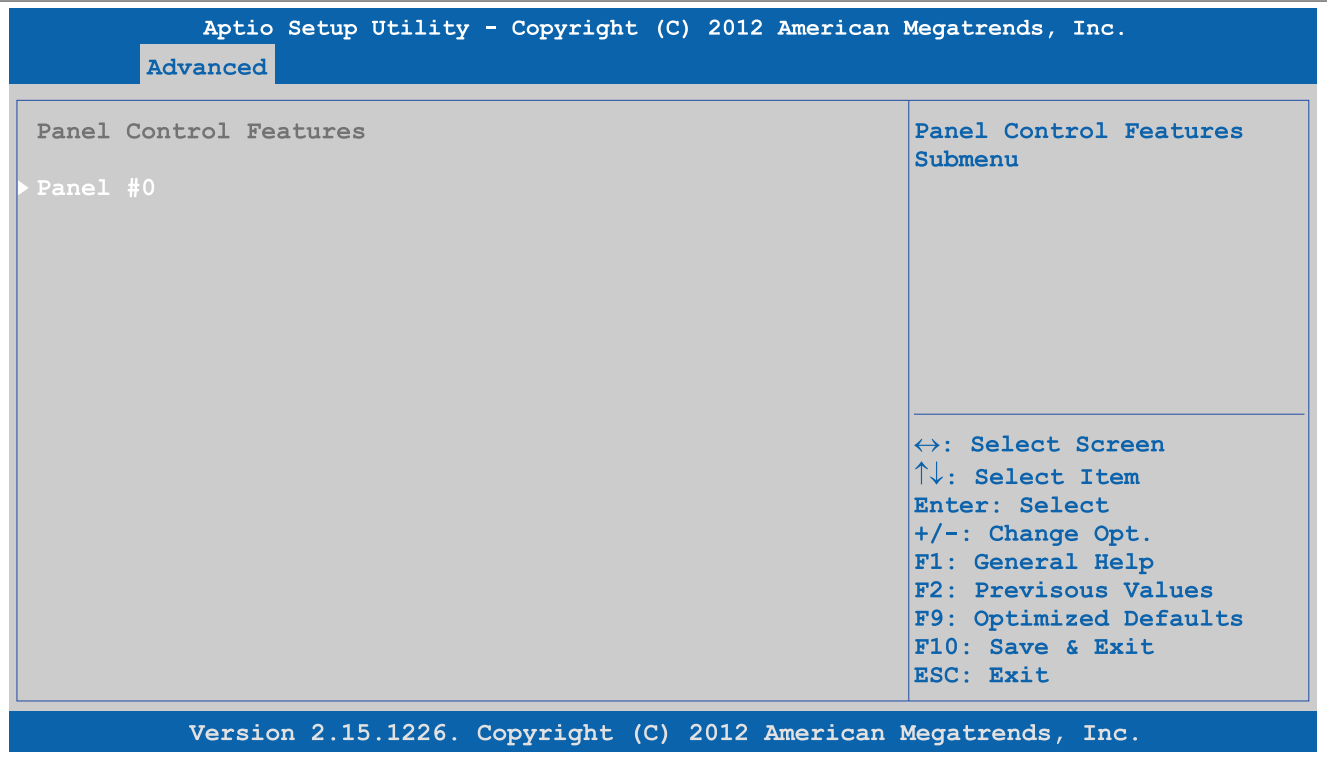 Aptio Setup Utility - Copyright (C) 2012 American Megatrends, Inc.
Advanced
Panel Control Features
Panel #0
Panel Control Features
Submenu
↔: Select Screen
↑↓: Select Item
Enter: Select
+/-: Change Opt.
F1: General Help
F2: Previsous Values
F9: Optimized Defaults
F10: Save & Exit
ESC: Exit
Version 2.15.1226. Copyright (C) 2012 American Megatrends, Inc.